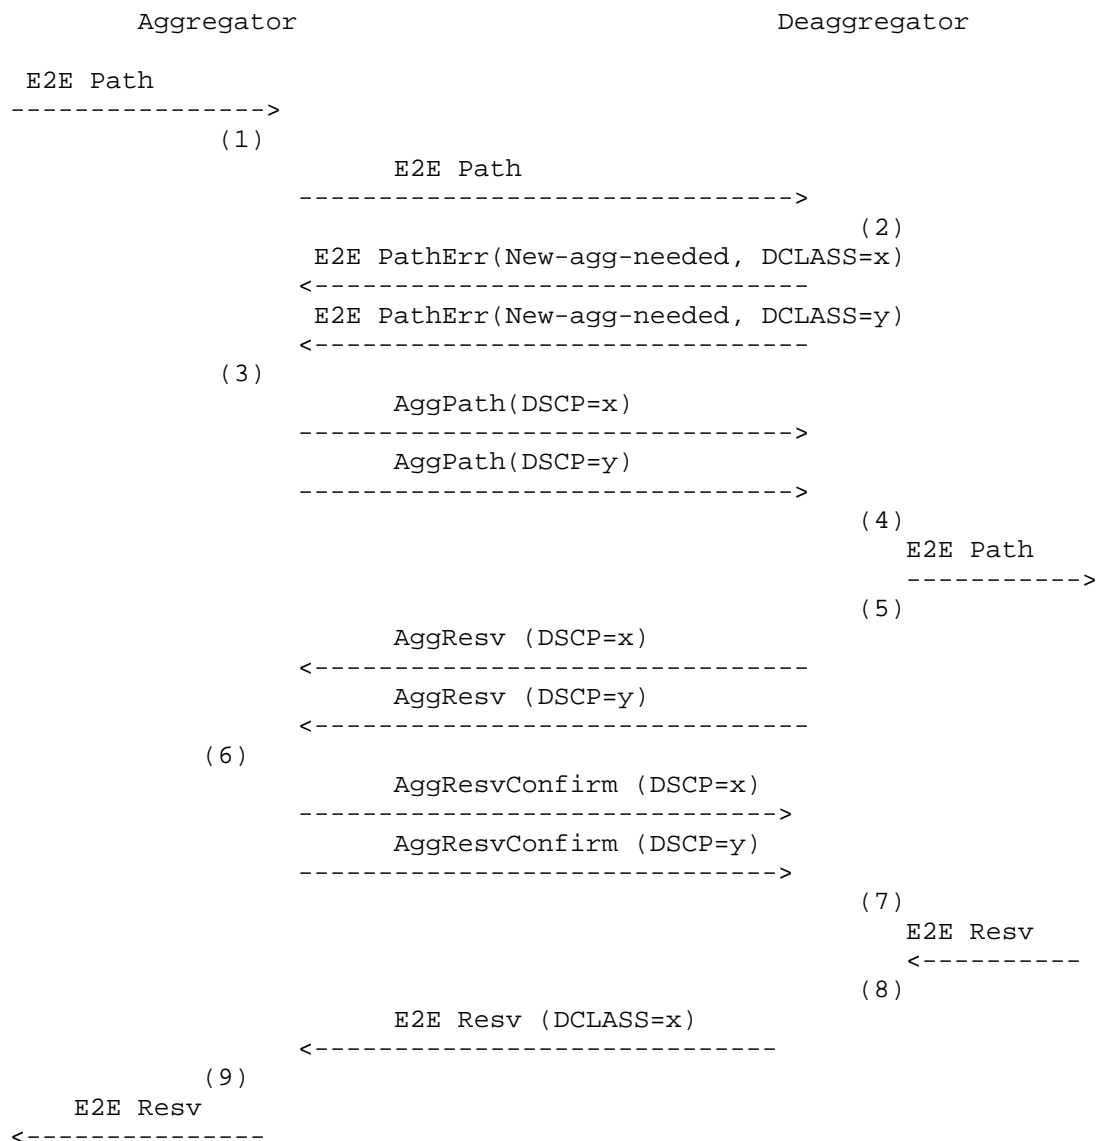 Aggregator                              Deaggregator
E2E Path
---------------->
(1)
E2E Path
------------------------------->
(2)
E2E PathErr(New-agg-needed, DCLASS=x)
<-------------------------------
E2E PathErr(New-agg-needed, DCLASS=y)
<-------------------------------
(3)
AggPath(DSCP=x)
------------------------------->
AggPath(DSCP=y)
------------------------------->
(4)
E2E Path
----------->
(5)
AggResv (DSCP=x)
<-------------------------------
AggResv (DSCP=y)
<-------------------------------
(6)
AggResvConfirm (DSCP=x)
------------------------------>
AggResvConfirm (DSCP=y)
------------------------------>
(7)
E2E Resv
<----------
(8)
E2E Resv (DCLASS=x)
<-----------------------------
(9)
E2E Resv
<---------------